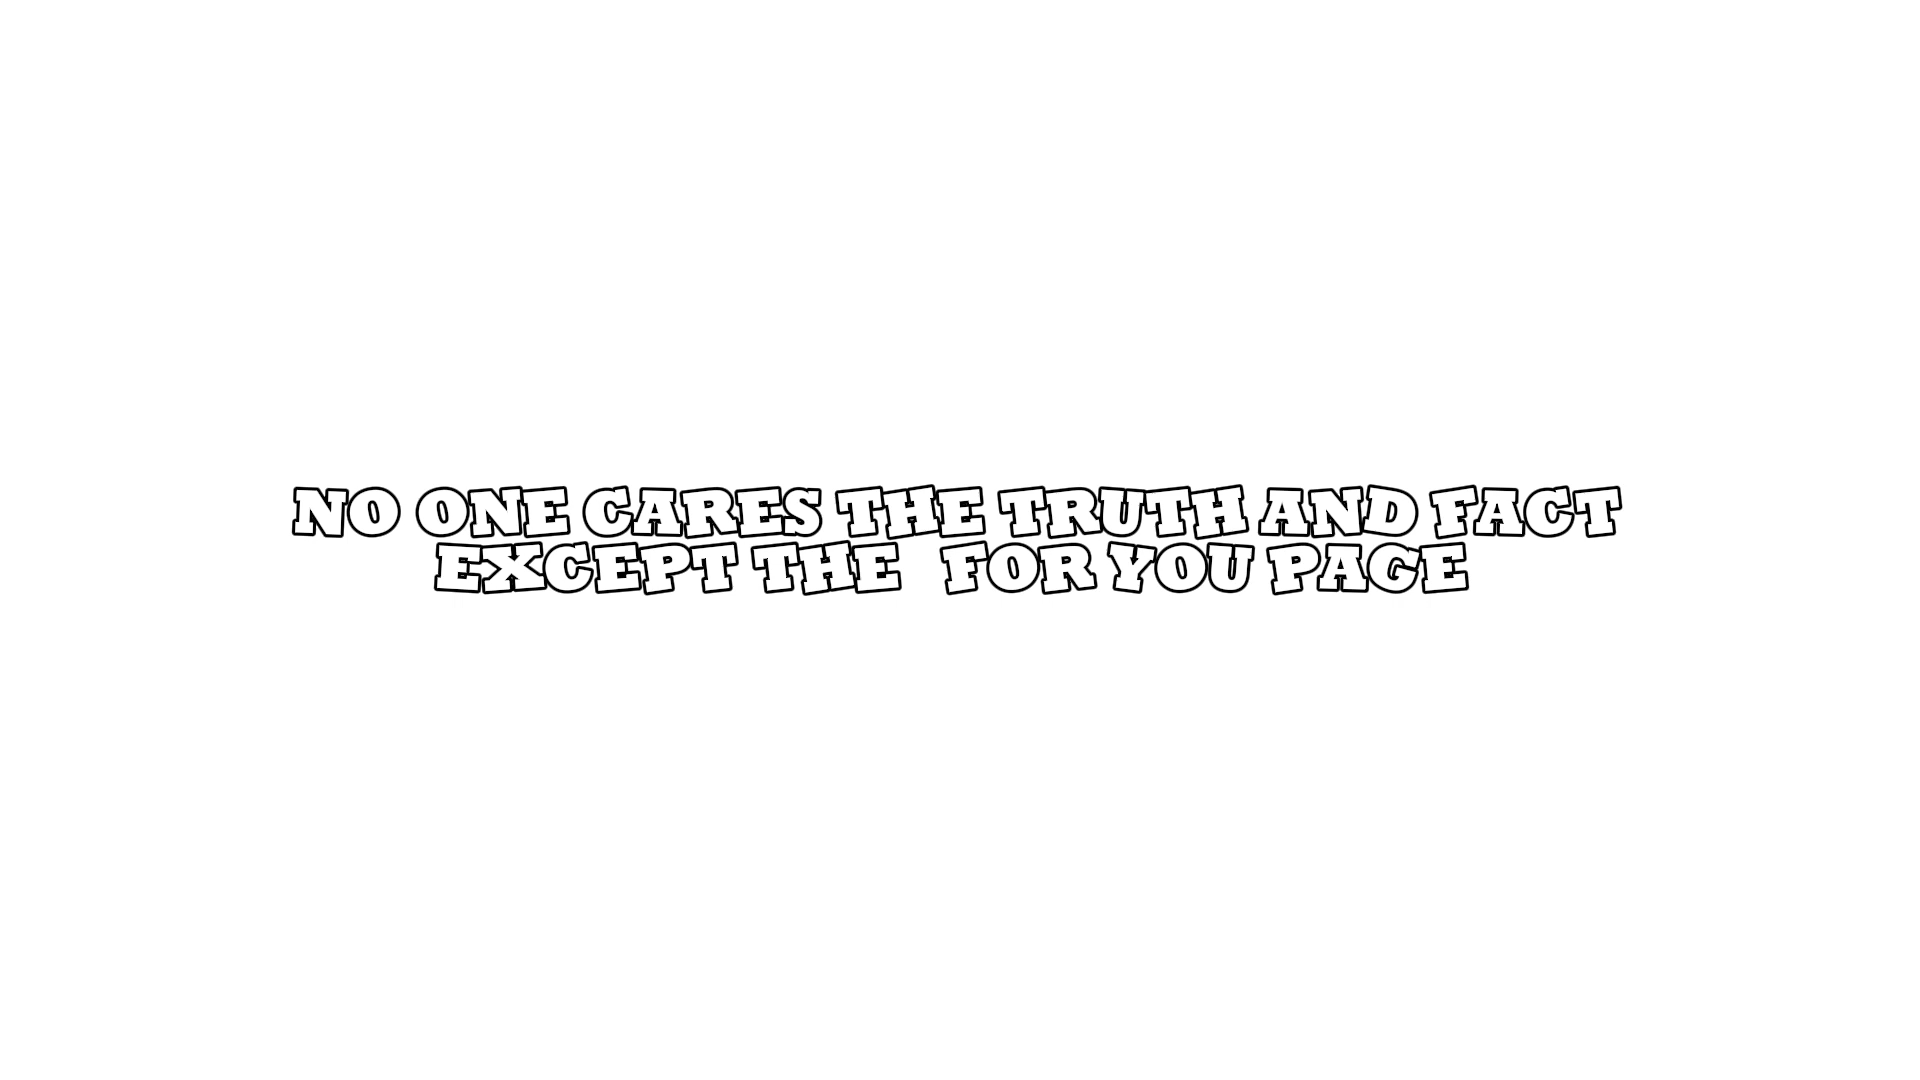 NO ONE CARES THE TRUTH AND FACT
EXCEPT THE FOR YOU PAGE